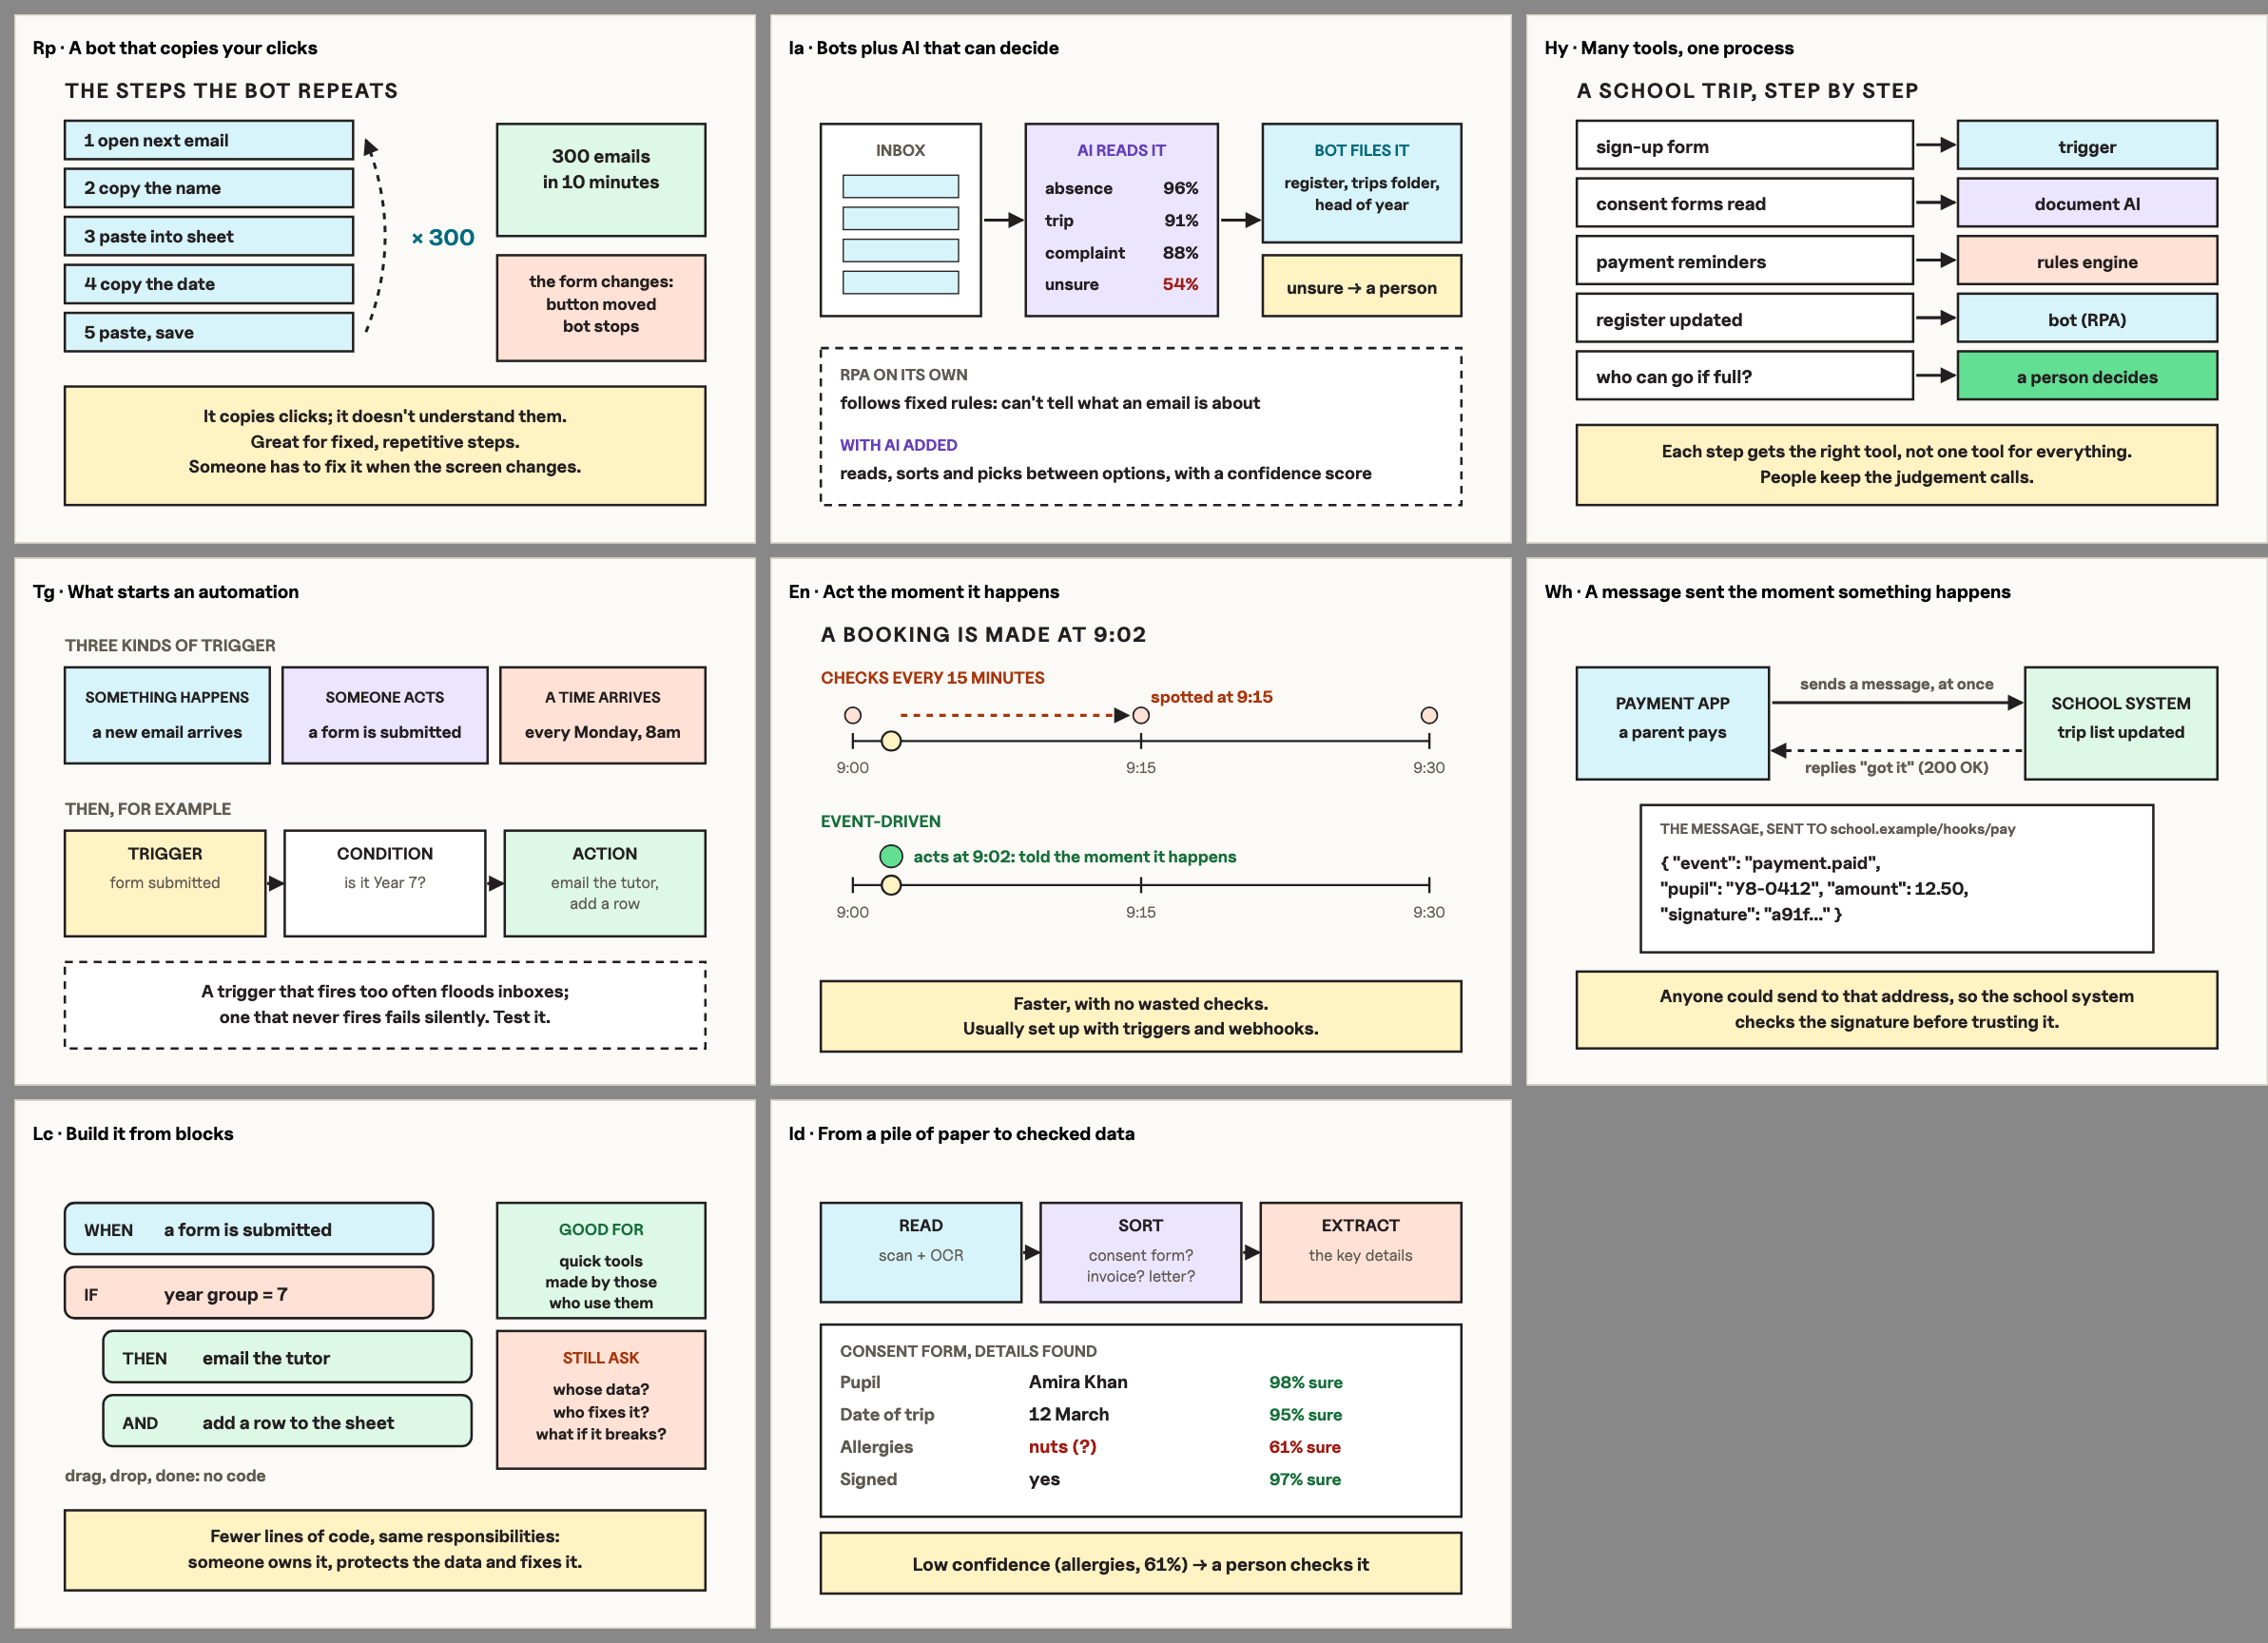 Rp · A bot that copies your clicks
THE STEPS THE BOT REPEATS
1 open next email
2 copy the name
3 paste into sheet
4 copy the date
5 paste, save
× 300
300 emails
in 10 minutes
the form changes:
button moved
bot stops
It copies clicks; it doesn't understand them.
Great for fixed, repetitive steps.
Someone has to fix it when the screen changes.
Ia · Bots plus AI that can decide
INBOX
AI READS IT
absence 96%
trip 91%
complaint 88%
unsure 54%
BOT FILES IT
register, trips folder,
head of year
unsure → a person
RPA ON ITS OWN
follows fixed rules: can't tell what an email is about
WITH AI ADDED
reads, sorts and picks between options, with a confidence score
Hy · Many tools, one process
A SCHOOL TRIP, STEP BY STEP
sign-up form
trigger
consent forms read
document AI
payment reminders
rules engine
register updated
bot (RPA)
who can go if full?
a person decides
Each step gets the right tool, not one tool for everything.
People keep the judgement calls.
Tg · What starts an automation
THREE KINDS OF TRIGGER
SOMETHING HAPPENS
a new email arrives
SOMEONE ACTS
a form is submitted
A TIME ARRIVES
every Monday, 8am
THEN, FOR EXAMPLE
TRIGGER
form submitted
CONDITION
is it Year 7?
ACTION
email the tutor,
add a row
A trigger that fires too often floods inboxes;
one that never fires fails silently. Test it.
En · Act the moment it happens
A BOOKING IS MADE AT 9:02
CHECKS EVERY 15 MINUTES
spotted at 9:15
9:00 9:15 9:30
EVENT-DRIVEN
acts at 9:02: told the moment it happens
9:00 9:15 9:30
Faster, with no wasted checks.
Usually set up with triggers and webhooks.
Wh · A message sent the moment something happens
PAYMENT APP
a parent pays
sends a message, at once
replies "got it" (200 OK)
SCHOOL SYSTEM
trip list updated
THE MESSAGE, SENT TO school.example/hooks/pay
{ "event": "payment.paid",
"pupil": "Y8-0412", "amount": 12.50,
"signature": "a91f..." }
Anyone could send to that address, so the school system
checks the signature before trusting it.
Lc · Build it from blocks
WHEN a form is submitted
IF year group = 7
THEN email the tutor
AND add a row to the sheet
drag, drop, done: no code
GOOD FOR
quick tools
made by those
who use them
STILL ASK
whose data?
who fixes it?
what if it breaks?
Fewer lines of code, same responsibilities:
someone owns it, protects the data and fixes it.
Id · From a pile of paper to checked data
READ
scan + OCR
SORT
consent form?
invoice? letter?
EXTRACT
the key details
CONSENT FORM, DETAILS FOUND
Pupil Amira Khan 98% sure
Date of trip 12 March 95% sure
Allergies nuts (?) 61% sure
Signed yes 97% sure
Low confidence (allergies, 61%) → a person checks it